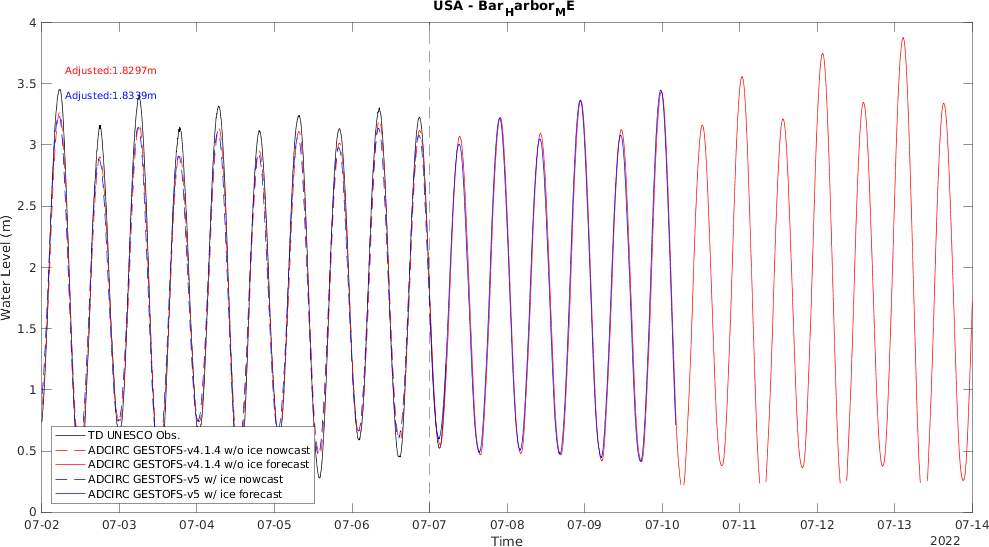 USA - BarHarborME
4
3.5
3
2.5
2
1.5
1
0.5
0
Water Level (m)
Adjusted:1.8297m
Adjusted:1.8339m
TD UNESCO Obs.
ADCIRC GESTOFS-v4.1.4 w/o ice nowcast
ADCIRC GESTOFS-v4.1.4 w/o ice forecast
ADCIRC GESTOFS-v5 w/ ice nowcast
ADCIRC GESTOFS-v5 w/ ice forecast
07-02 07-03 07-04 07-05 07-06 07-07 07-08 07-09 07-10 07-11 07-12 07-13 07-14
Time
2022